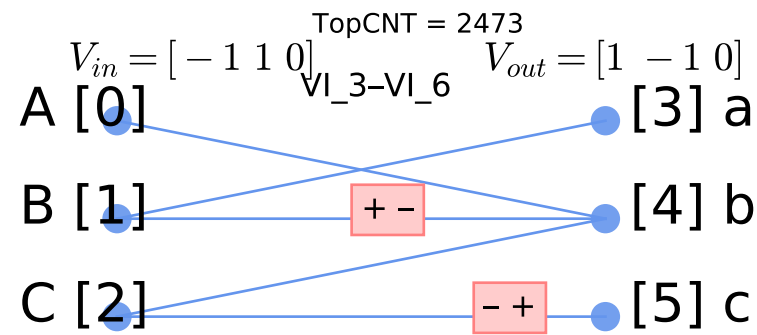 TopCNT = 2473
V_in = [ − 1 1 0]
V_out = [1 − 1 0]
VI_3–VI_6
A [0]
[3] a
B [1]
+ –
[4] b
C [2]
– +
[5] c